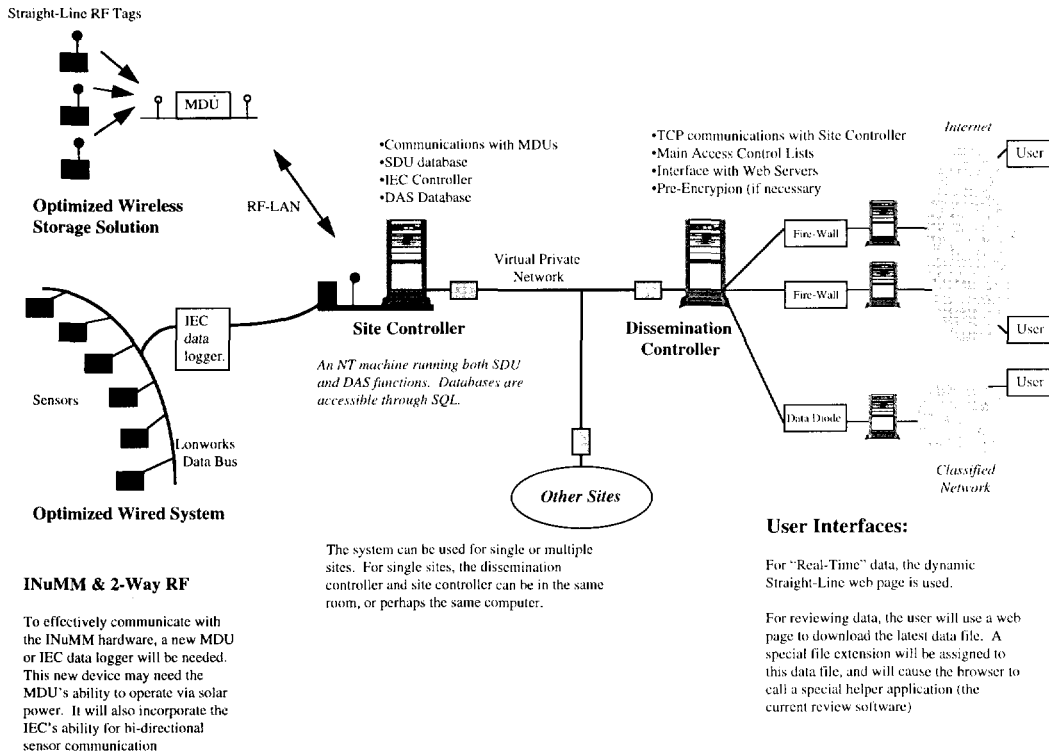 Straight-Line RF Tags
MDU
Optimized Wireless
Storage Solution
RF-LAN
•Communications with MDUs
•SDU database
•IEC Controller
•DAS Database
•TCP communications with Site Controller
•Main Access Control Lists
•Interface with Web Servers
•Pre-Encrypion (if necessary
Internet
User
Fire-Wall
Virtual Private
Network
Fire-Wall
Site Controller
Dissemination
Controller
User
IEC
data
logger.
An NT machine running both SDU
and DAS functions. Databases are
accessible through SQL.
User
Sensors
Data Diode
Lonworks
Data Bus
Classified
Network
Optimized Wired System
Other Sites
User Interfaces:
For “Real-Time” data, the dynamic
Straight-Line web page is used.
For reviewing data, the user will use a web
page to download the latest data file. A
special file extension will be assigned to
this data file, and will cause the browser to
call a special helper application (the
current review software)
The system can be used for single or multiple
sites. For single sites, the dissemination
controller and site controller can be in the same
room, or perhaps the same computer.
INuMM & 2-Way RF
To effectively communicate with
the INuMM hardware, a new MDU
or IEC data logger will be needed.
This new device may need the
MDU's ability to operate via solar
power. It will also incorporate the
IEC's ability for bi-directional
sensor communication